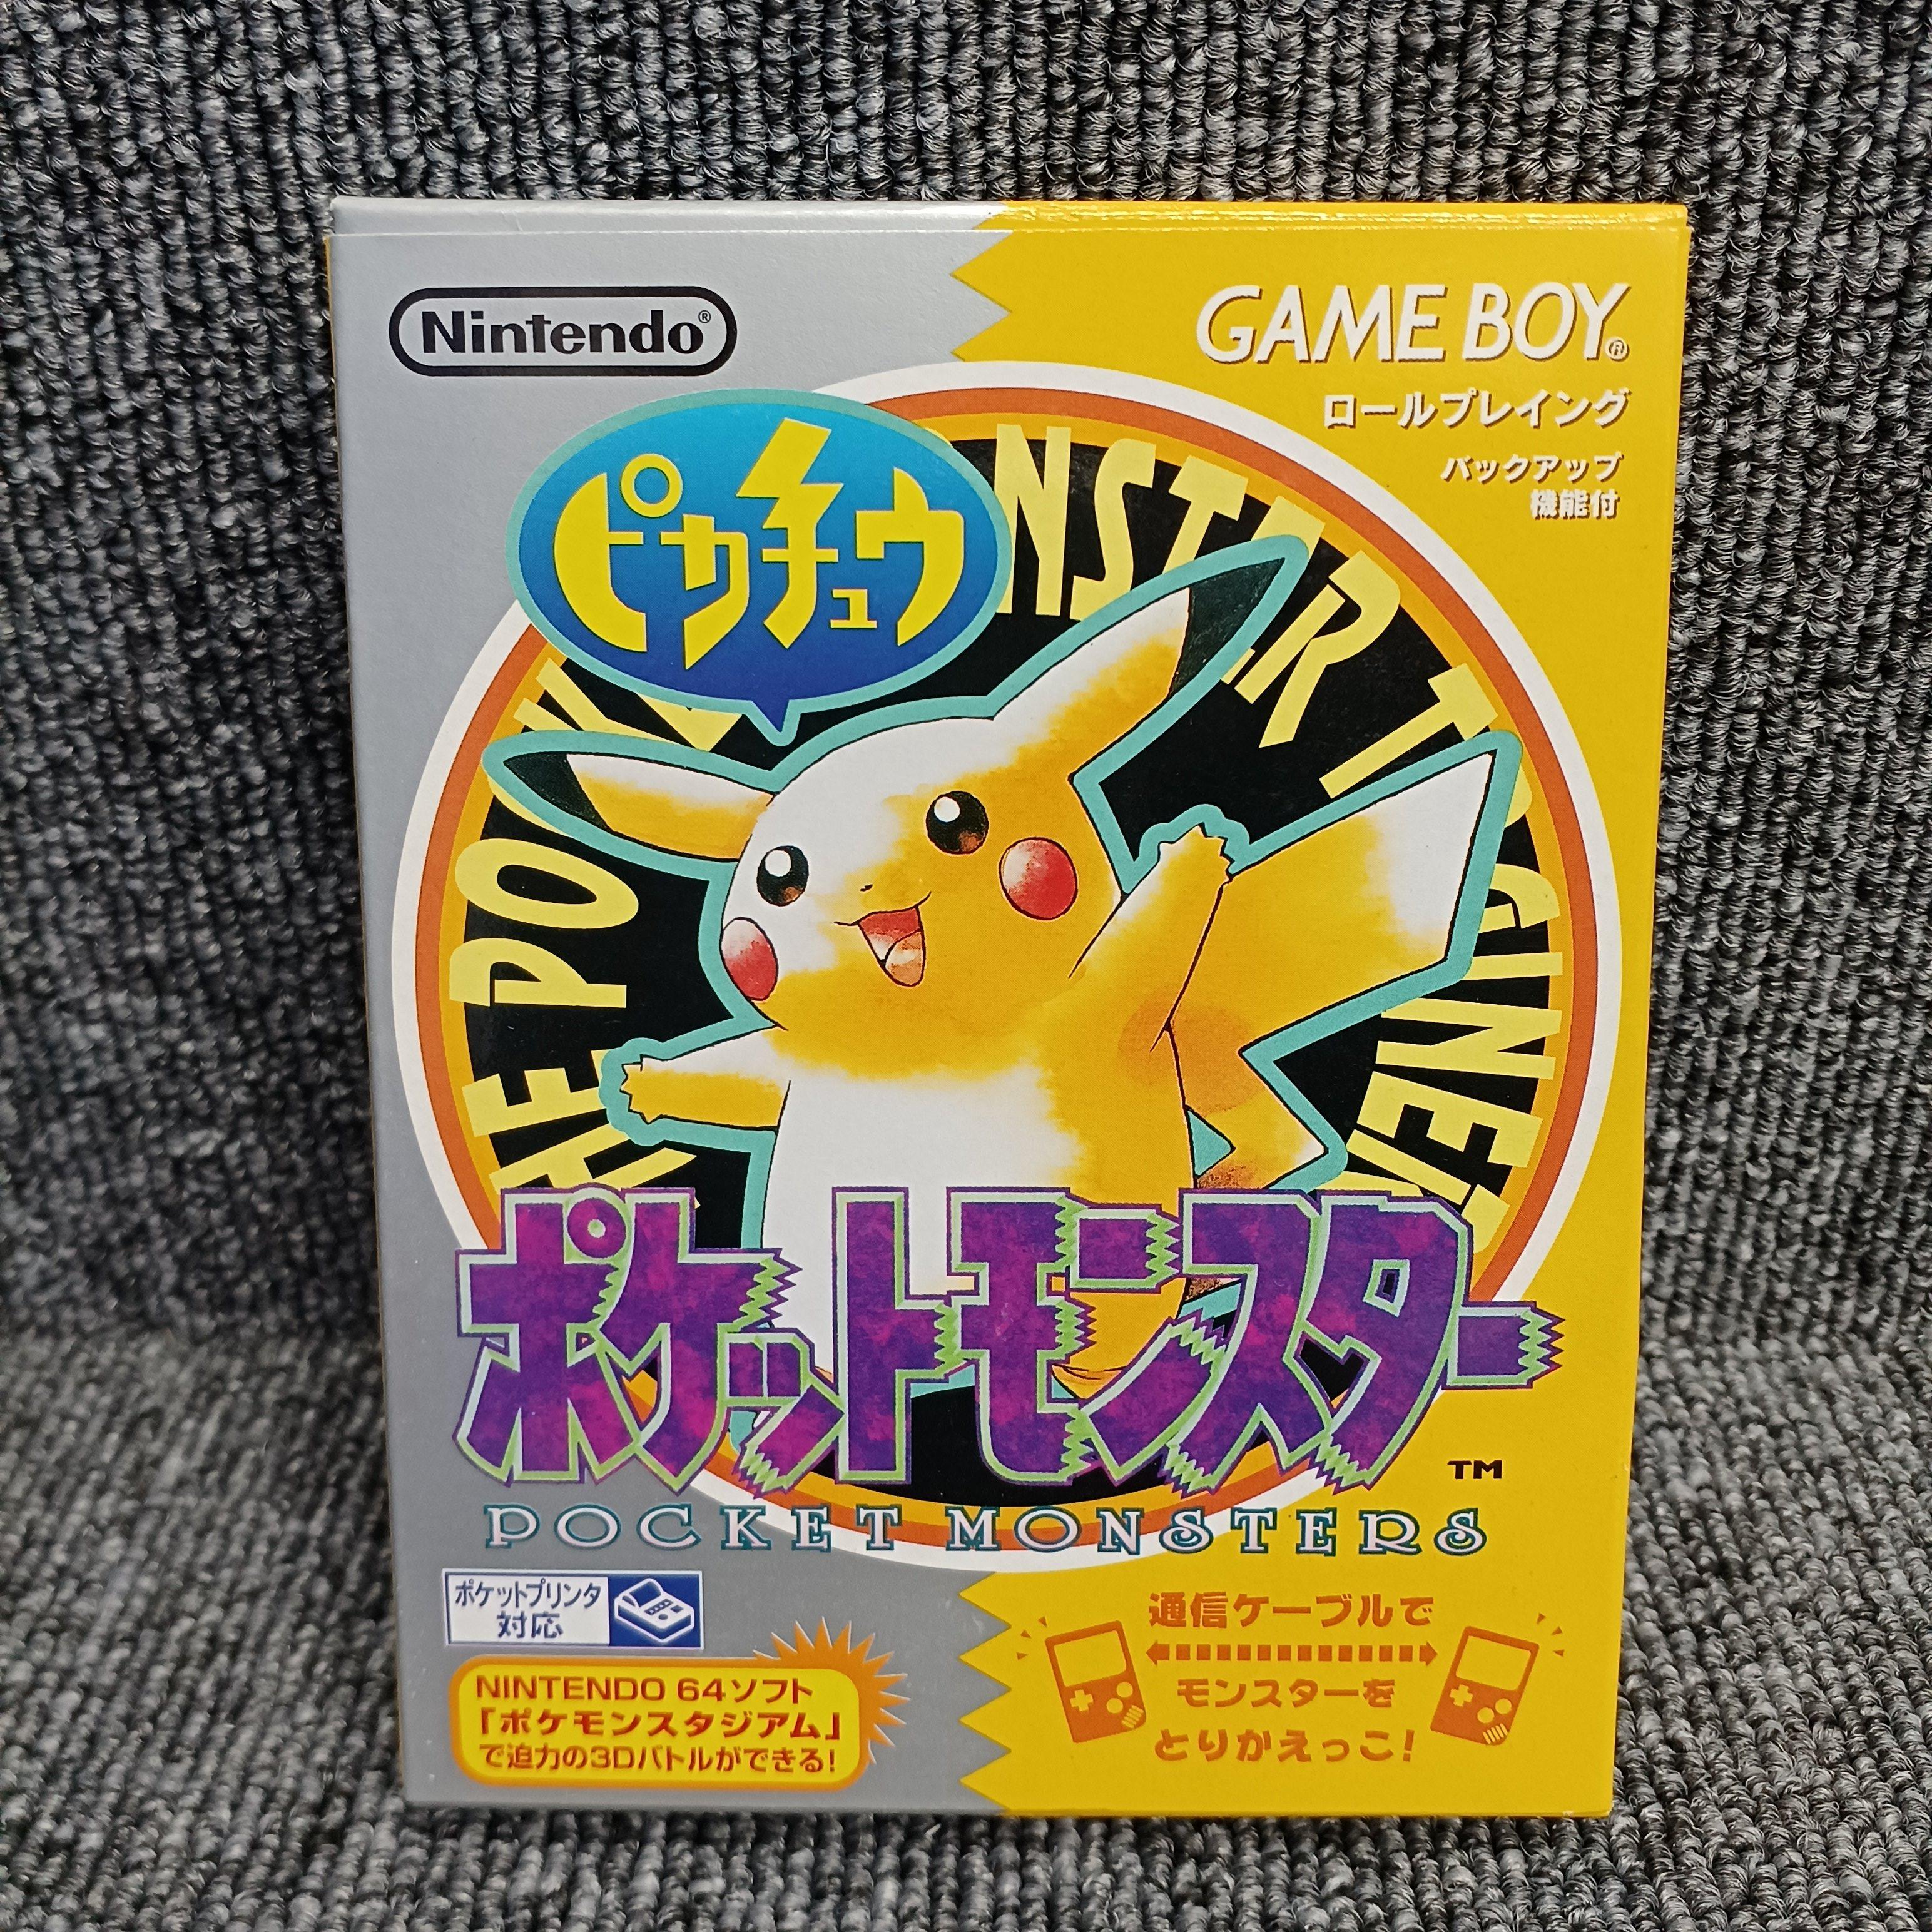 Nintendo®
GAME BOY®
ロールプレイング
バックアップ
機能付
ピカチュウ
ポケットモンスター
TM
POCKET MONSTERS
ポケットプリンタ
対応
NINTENDO 64ソフト
「ポケモンスタジアム」
で迫力の3Dバトルができる!
通信ケーブルで
モンスターを
とりかえっこ!